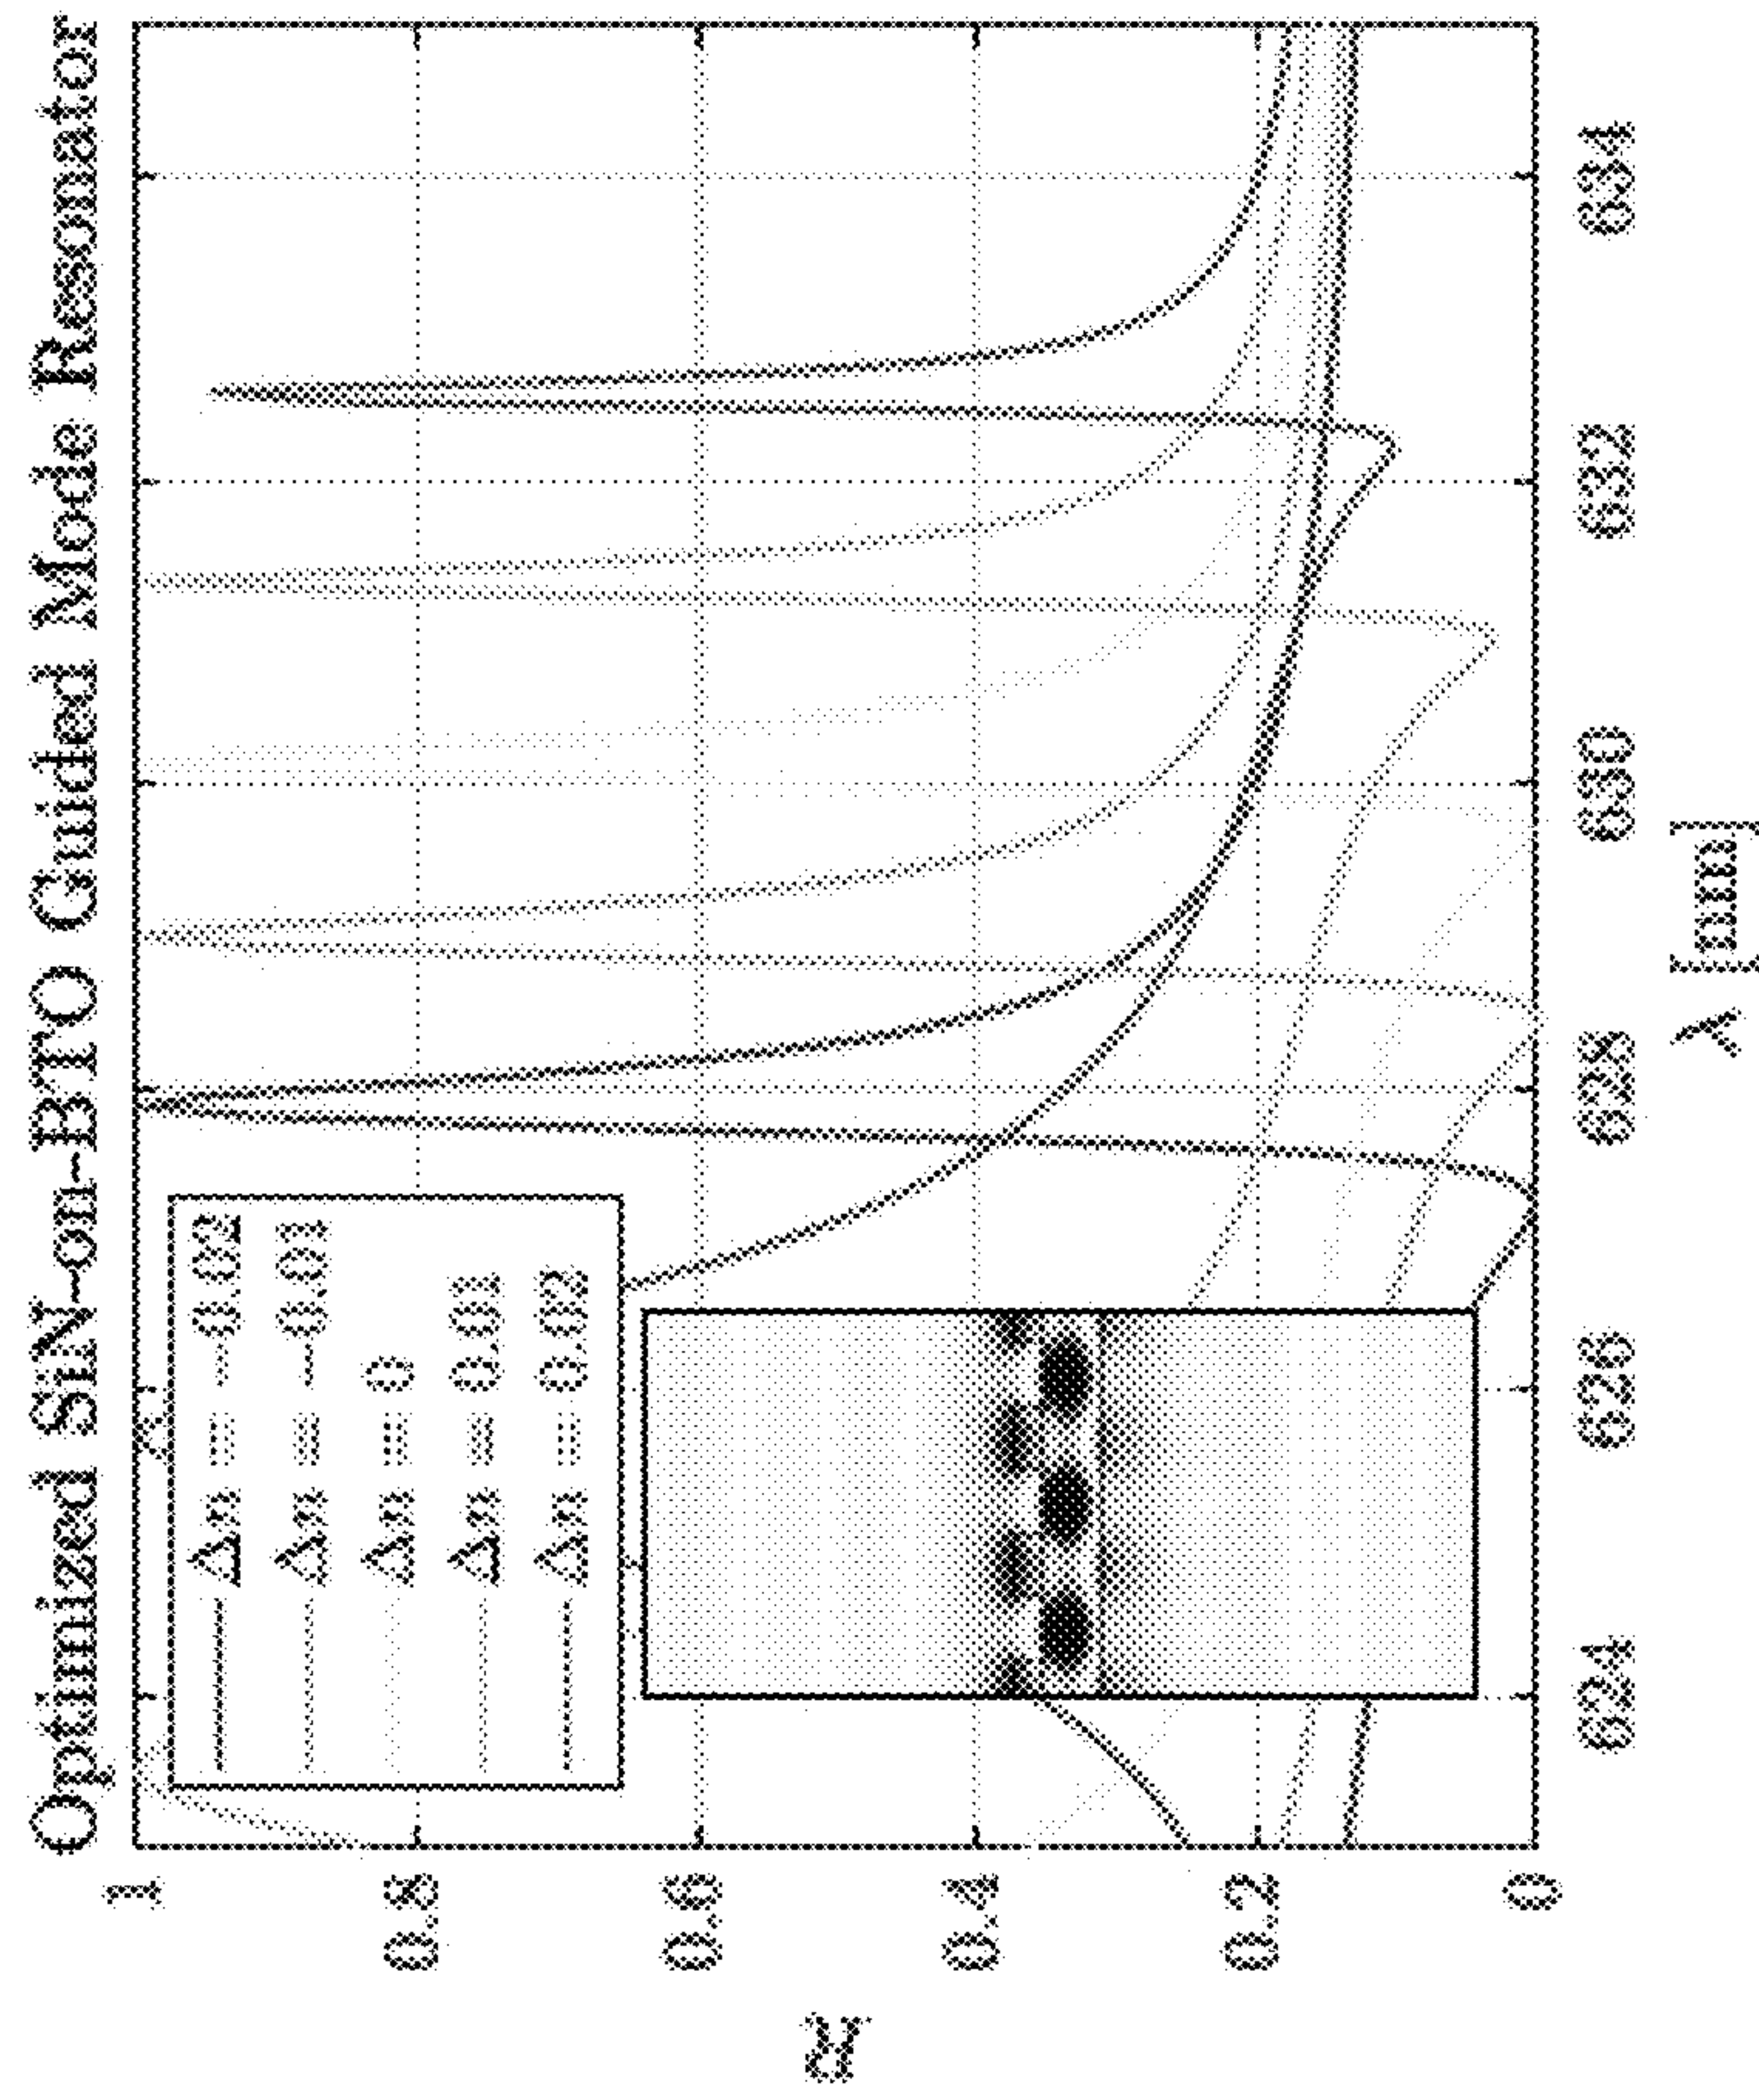 Optimized SiN-on-BTO Guided Mode Resonator
Δn = -0.02
Δn = -0.01
Δn = 0
Δn = 0.01
Δn = 0.02
1
0.8
0.6
0.4
0.2
0
R
624
626
628
630
632
634
λ [nm]